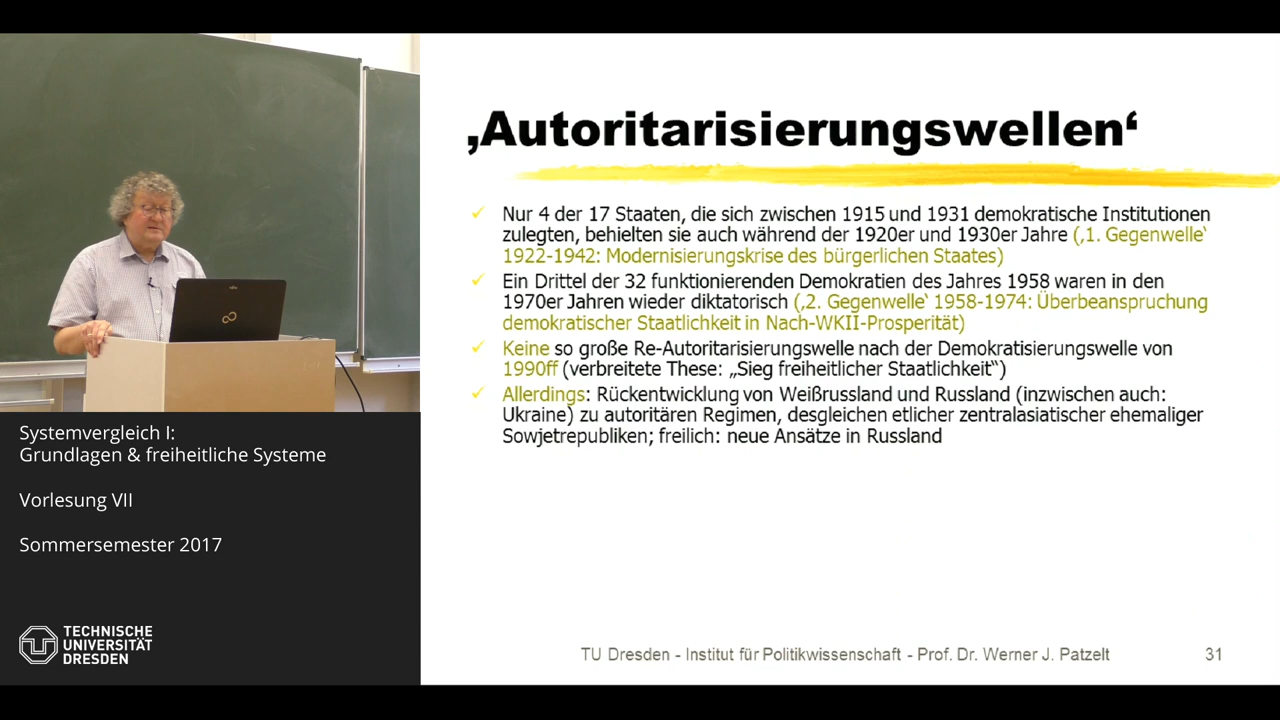 ‚Autoritarisierungswellen‘
Nur 4 der 17 Staaten, die sich zwischen 1915 und 1931 demokratische Institutionen
zulegten, behielten sie auch während der 1920er und 1930er Jahre (‚1. Gegenwelle‘
1922-1942: Modernisierungskrise des bürgerlichen Staates)
Ein Drittel der 32 funktionierenden Demokratien des Jahres 1958 waren in den
1970er Jahren wieder diktatorisch (‚2. Gegenwelle‘ 1958-1974: Überbeanspruchung
demokratischer Staatlichkeit in Nach-WKII-Prosperität)
Keine so große Re-Autoritarisierungswelle nach der Demokratisierungswelle von
1990ff (verbreitete These: „Sieg freiheitlicher Staatlichkeit“)
Allerdings: Rückentwicklung von Weißrussland und Russland (inzwischen auch:
Ukraine) zu autoritären Regimen, desgleichen etlicher zentralasiatischer ehemaliger
Sowjetrepubliken; freilich: neue Ansätze in Russland
TU Dresden - Institut für Politikwissenschaft - Prof. Dr. Werner J. Patzelt
31
Systemvergleich I:
Grundlagen & freiheitliche Systeme
Vorlesung VII
Sommersemester 2017
TECHNISCHE
UNIVERSITÄT
DRESDEN